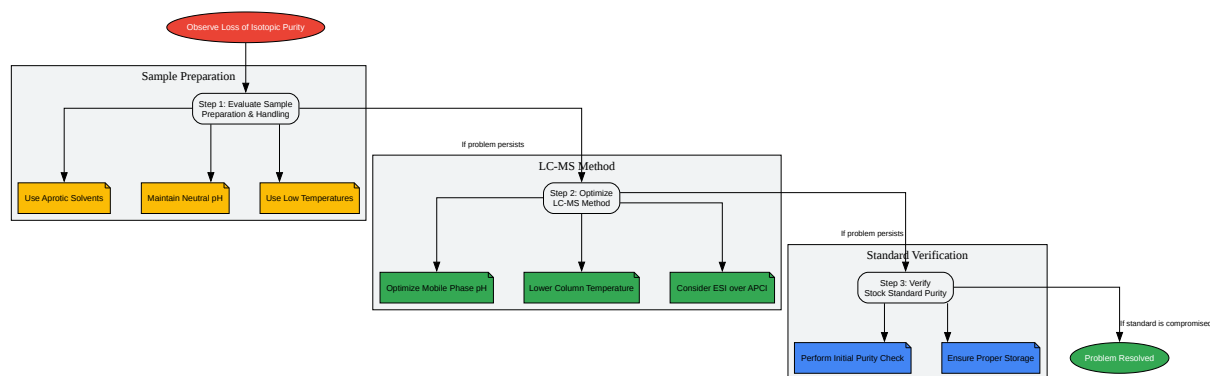 Observe Loss of Isotopic Purity
Sample Preparation
Step 1: Evaluate Sample
Preparation & Handling
Use Aprotic Solvents
Maintain Neutral pH
Use Low Temperatures
If problem persists
LC-MS Method
Step 2: Optimize
LC-MS Method
Optimize Mobile Phase pH
Lower Column Temperature
Consider ESI over APCI
If problem persists
Standard Verification
Step 3: Verify
Stock Standard Purity
Perform Initial Purity Check
Ensure Proper Storage
If standard is compromised
Problem Resolved